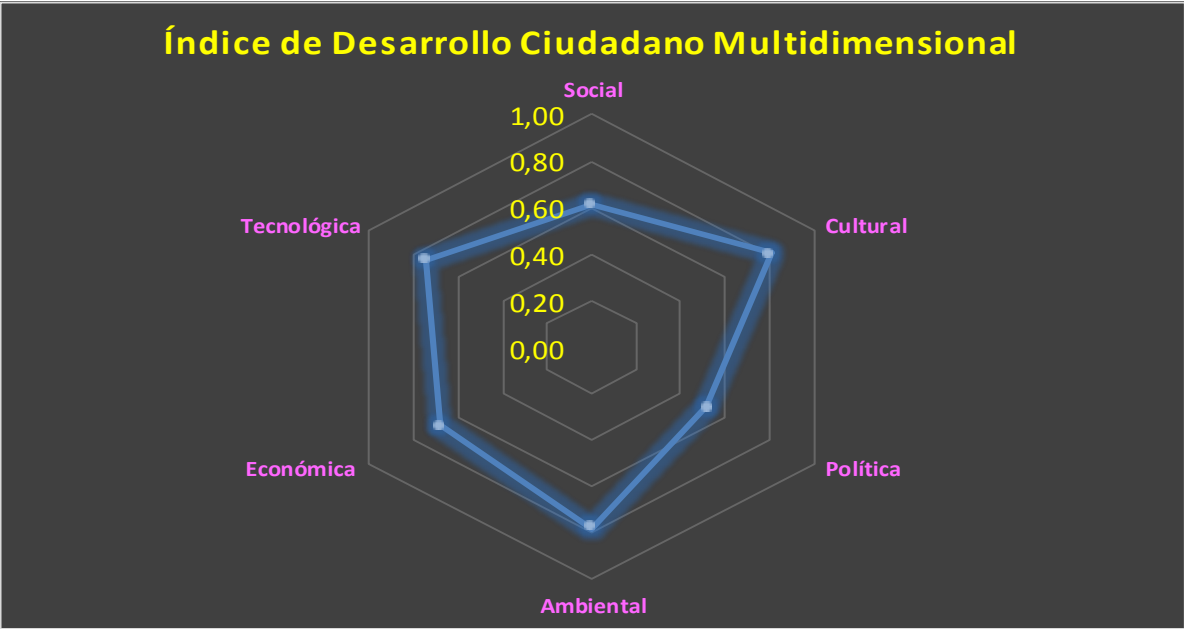 Índice de Desarrollo Ciudadano Multidimensional
Social
1,00
0,80
Tecnológica
Cultural
0,60
0,40
0,20
0,00
Económica
Política
Ambiental